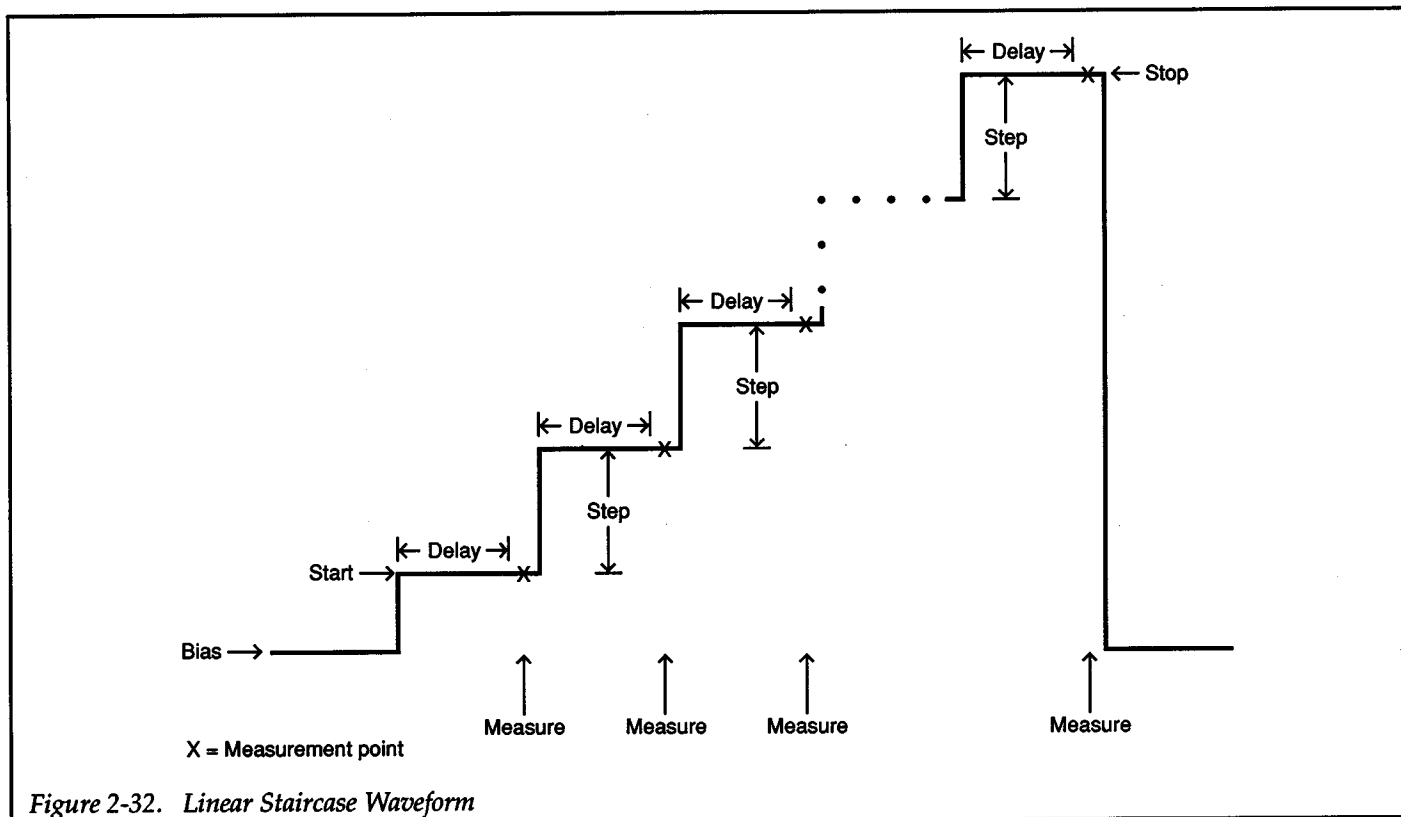 Delay
Stop
Step
Delay
Step
Delay
Step
Delay
Start
Bias
Measure Measure Measure Measure
X = Measurement point
Figure 2-32. Linear Staircase Waveform